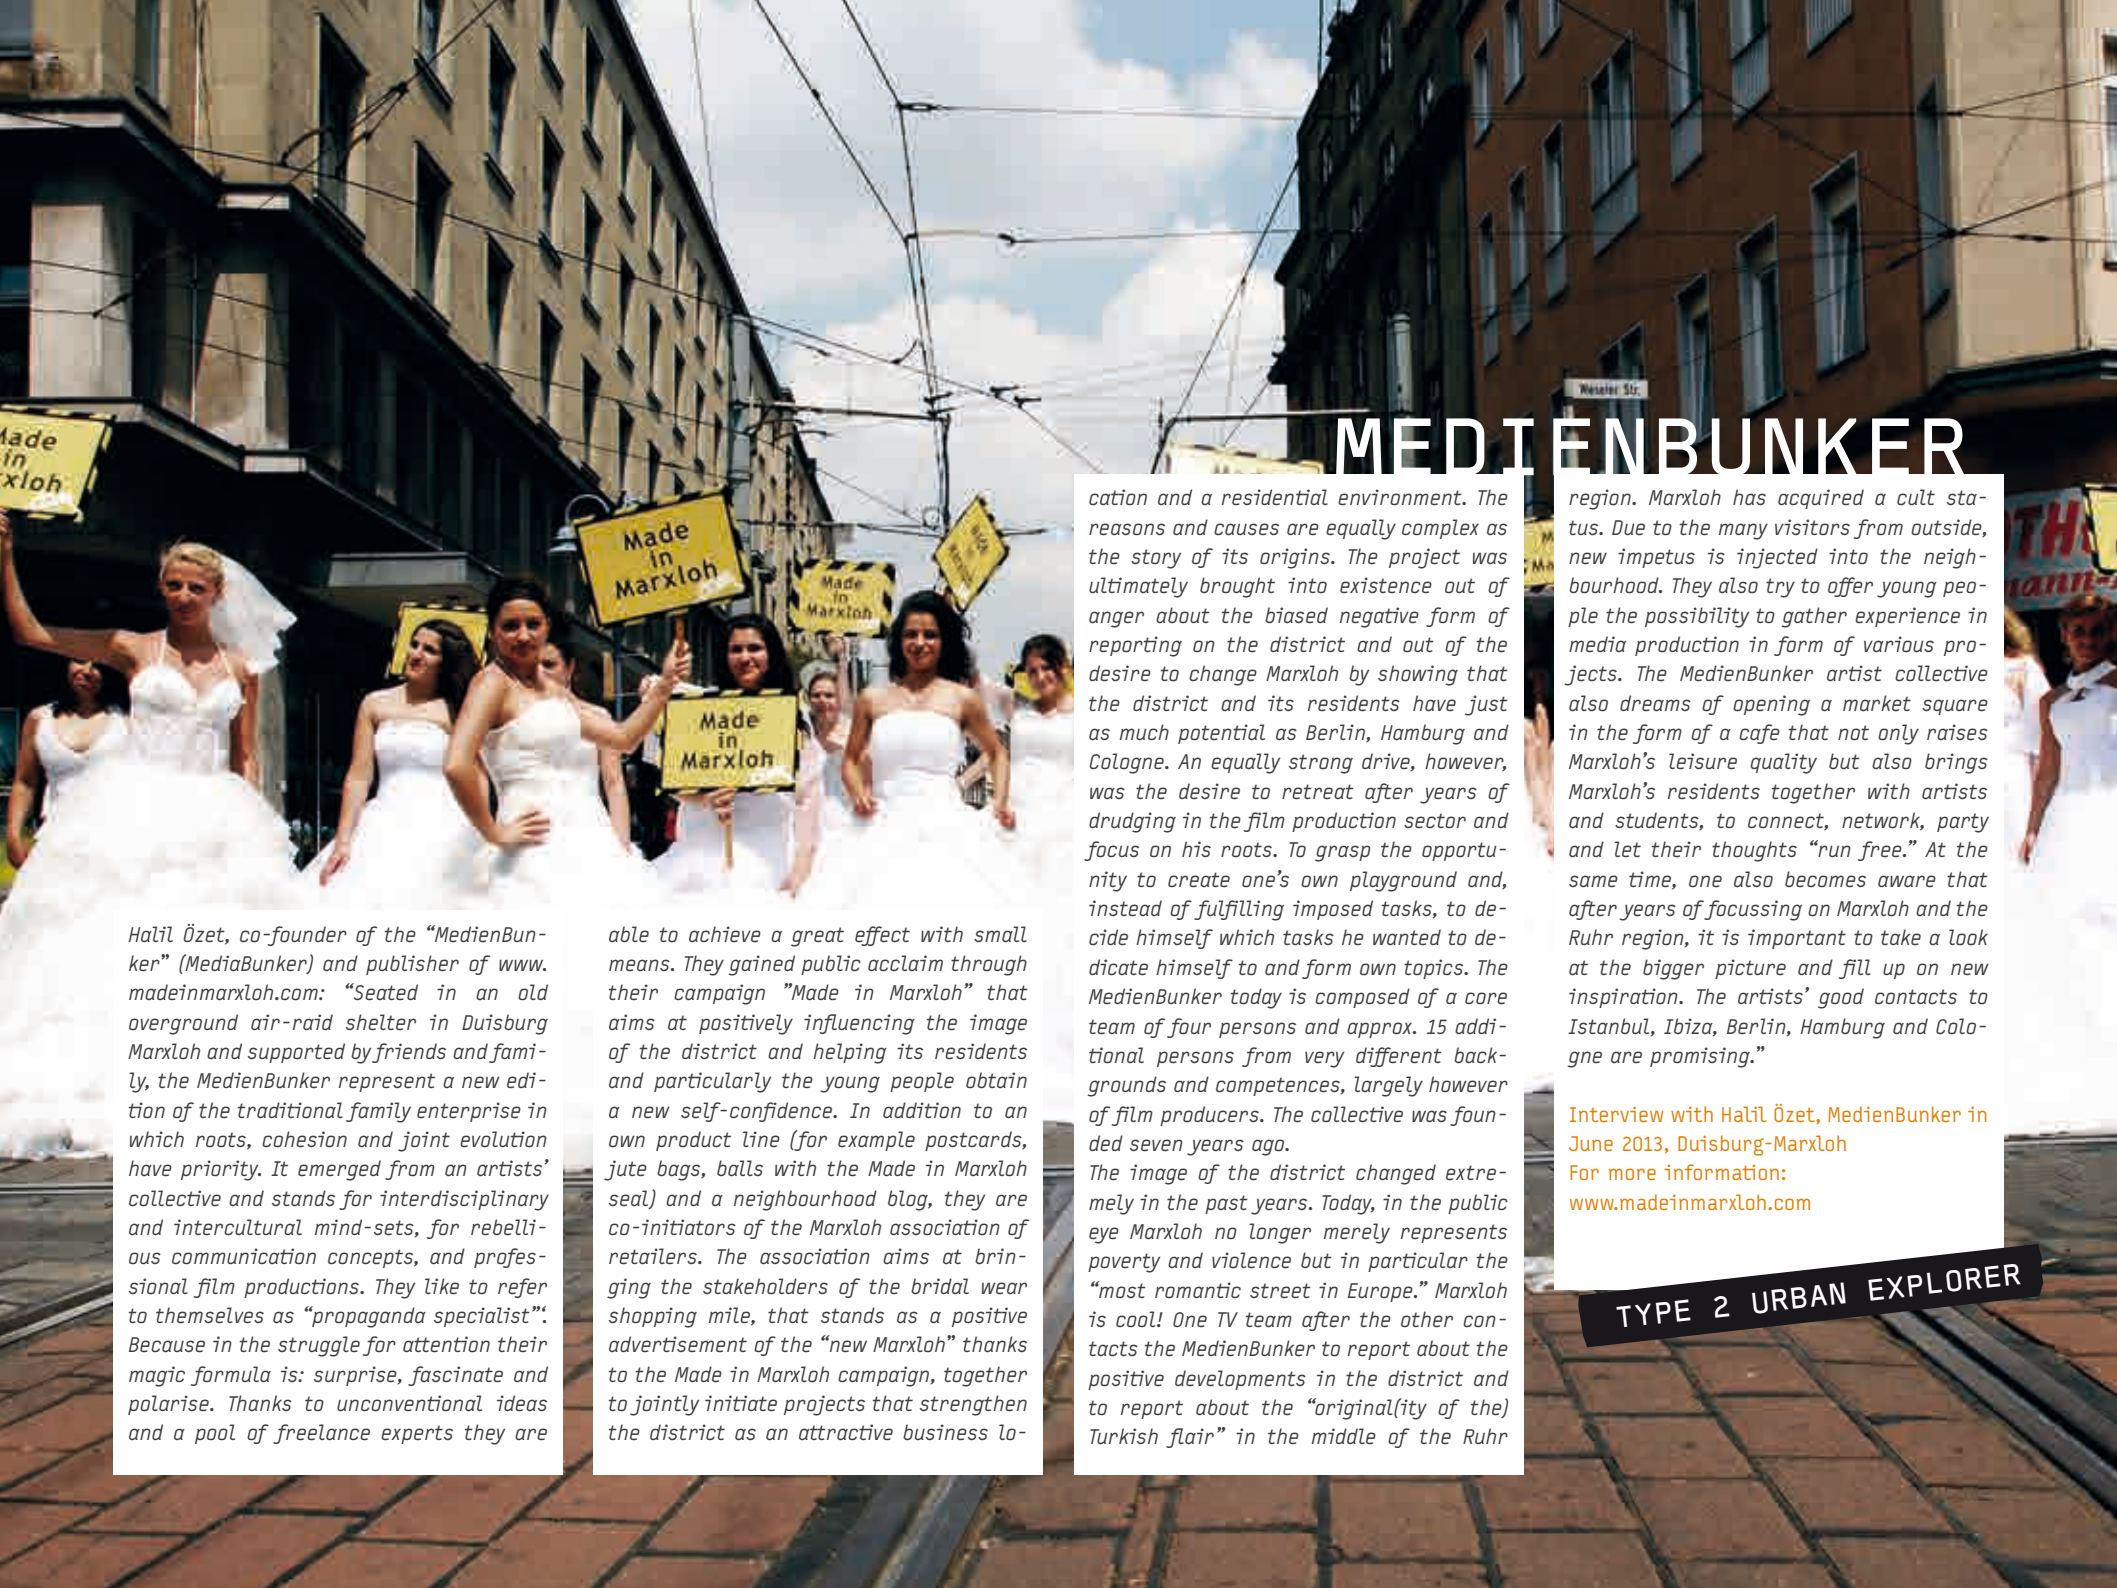 Weseler Str.
MEDIENBUNKER
Made
in
Marxloh
Made
in
Marxloh
Made
in
Marxloh
Halil Özet, co-founder of the “MedienBun-
ker” (MediaBunker) and publisher of www.
madeinmarxloh.com: “Seated in an old
overground air-raid shelter in Duisburg
Marxloh and supported by friends and fami-
ly, the MedienBunker represent a new edi-
tion of the traditional family enterprise in
which roots, cohesion and joint evolution
have priority. It emerged from an artists’
collective and stands for interdisciplinary
and intercultural mind-sets, for rebelli-
ous communication concepts, and profes-
sional film productions. They like to refer
to themselves as “propaganda specialist”‘.
Because in the struggle for attention their
magic formula is: surprise, fascinate and
polarise. Thanks to unconventional ideas
and a pool of freelance experts they are
able to achieve a great effect with small
means. They gained public acclaim through
their campaign ”Made in Marxloh” that
aims at positively influencing the image
of the district and helping its residents
and particularly the young people obtain
a new self-confidence. In addition to an
own product line (for example postcards,
jute bags, balls with the Made in Marxloh
seal) and a neighbourhood blog, they are
co-initiators of the Marxloh association of
retailers. The association aims at brin-
ging the stakeholders of the bridal wear
shopping mile, that stands as a positive
advertisement of the “new Marxloh” thanks
to the Made in Marxloh campaign, together
to jointly initiate projects that strengthen
the district as an attractive business lo-
cation and a residential environment. The
reasons and causes are equally complex as
the story of its origins. The project was
ultimately brought into existence out of
anger about the biased negative form of
reporting on the district and out of the
desire to change Marxloh by showing that
the district and its residents have just
as much potential as Berlin, Hamburg and
Cologne. An equally strong drive, however,
was the desire to retreat after years of
drudging in the film production sector and
focus on his roots. To grasp the opportu-
nity to create one’s own playground and,
instead of fulfilling imposed tasks, to de-
cide himself which tasks he wanted to de-
dicate himself to and form own topics. The
MedienBunker today is composed of a core
team of four persons and approx. 15 addi-
tional persons from very different back-
grounds and competences, largely however
of film producers. The collective was foun-
ded seven years ago.
The image of the district changed extre-
mely in the past years. Today, in the public
eye Marxloh no longer merely represents
poverty and violence but in particular the
“most romantic street in Europe.” Marxloh
is cool! One TV team after the other con-
tacts the MedienBunker to report about the
positive developments in the district and
to report about the “original(ity of the)
Turkish flair” in the middle of the Ruhr
region. Marxloh has acquired a cult sta-
tus. Due to the many visitors from outside,
new impetus is injected into the neigh-
bourhood. They also try to offer young peo-
ple the possibility to gather experience in
media production in form of various pro-
jects. The MedienBunker artist collective
also dreams of opening a market square
in the form of a cafe that not only raises
Marxloh’s leisure quality but also brings
Marxloh’s residents together with artists
and students, to connect, network, party
and let their thoughts “run free.” At the
same time, one also becomes aware that
after years of focussing on Marxloh and the
Ruhr region, it is important to take a look
at the bigger picture and fill up on new
inspiration. The artists’ good contacts to
Istanbul, Ibiza, Berlin, Hamburg and Colo-
gne are promising.”
Interview with Halil Özet, MedienBunker in
June 2013, Duisburg-Marxloh
For more information:
www.madeinmarxloh.com
TYPE 2 URBAN EXPLORER